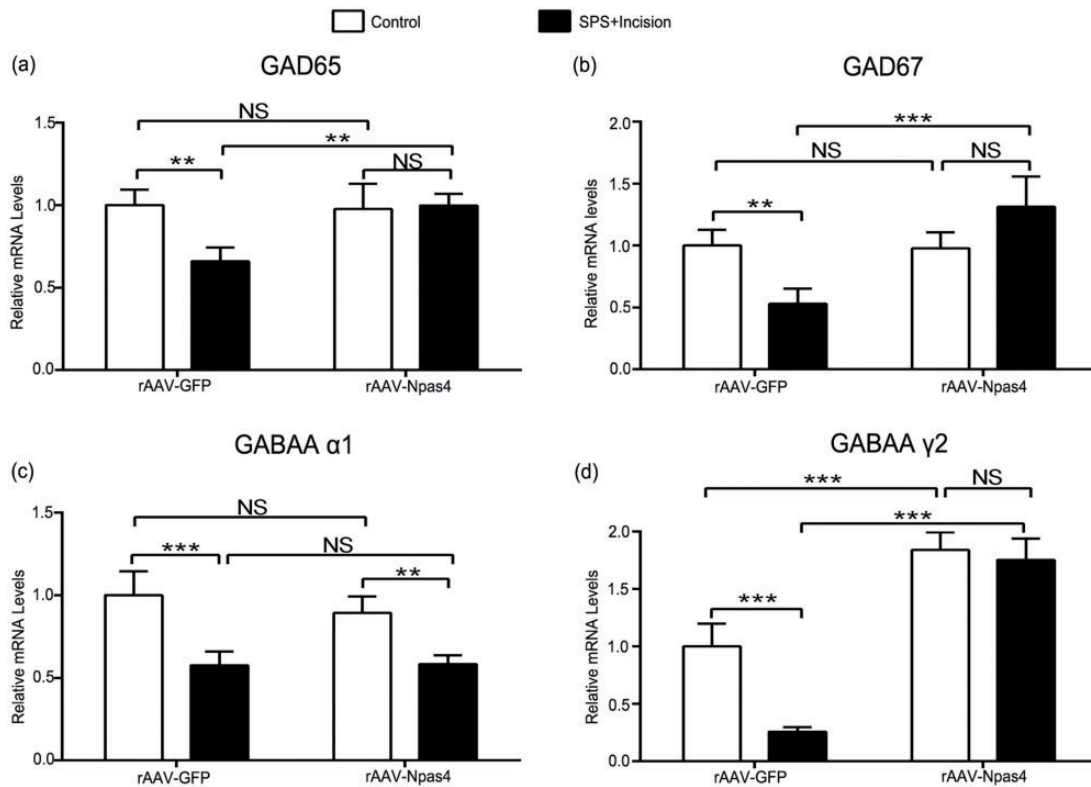 Control
SPS+Incision
(a)
GAD65
NS
**
**
NS
1.5
1.0
0.5
0.0
Relative mRNA Levels
rAAV-GFP
rAAV-Npas4
(b)
GAD67
***
NS
NS
**
2.0
1.5
1.0
0.5
0.0
Relative mRNA levels
rAAV-GFP
rAAV-Npas4
(c)
GABAA α1
NS
***
NS
**
1.5
1.0
0.5
0.0
Relative mRNA Levels
rAAV-GFP
rAAV-Npas4
(d)
GABAA γ2
***
NS
***
***
2.0
1.5
1.0
0.5
0.0
Relative mRNA Levels
rAAV-GFP
rAAV-Npas4